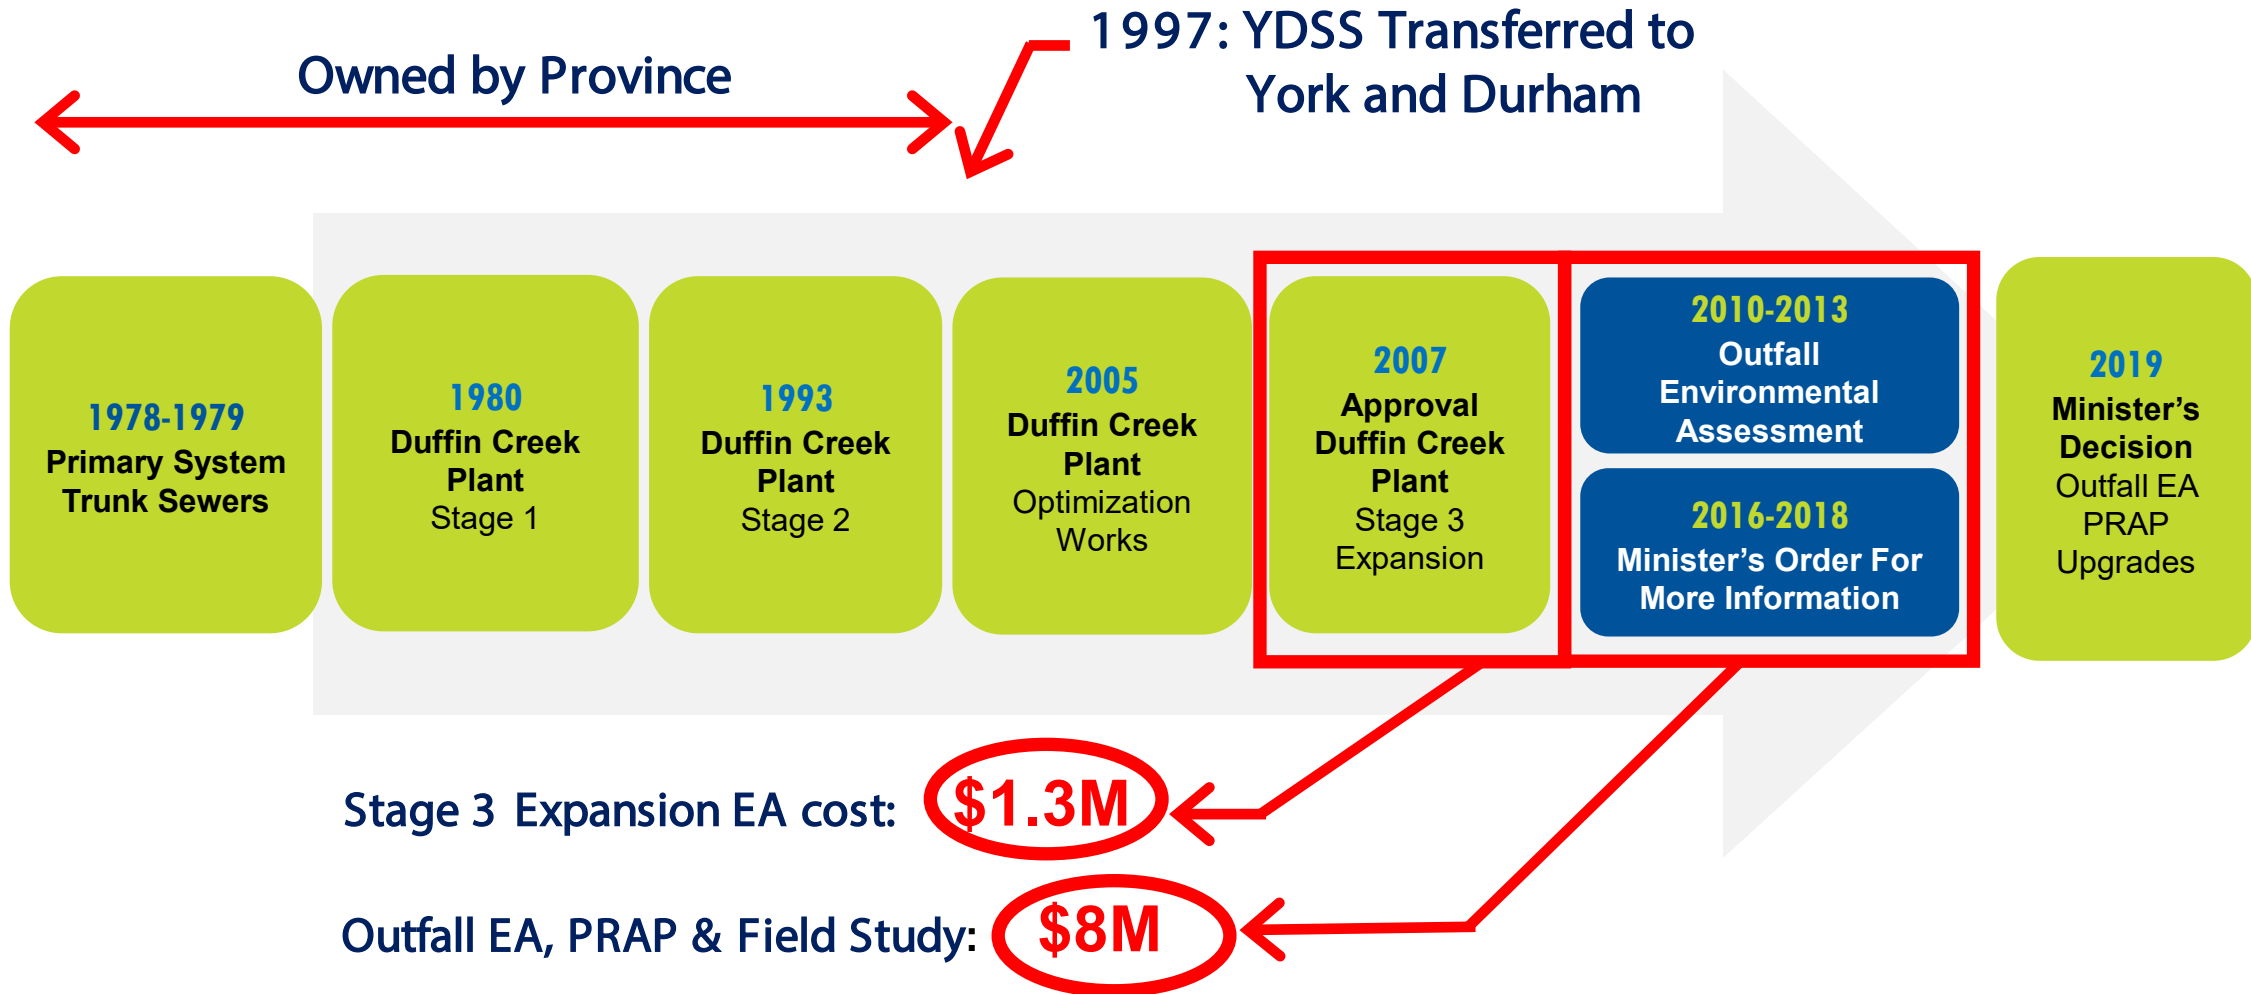 1997: YDSS Transferred to
York and Durham
Owned by Province
1978-1979
Primary System
Trunk Sewers
1980
Duffin Creek
Plant
Stage 1
1993
Duffin Creek
Plant
Stage 2
2005
Duffin Creek
Plant
Optimization
Works
2007
Approval
Duffin Creek
Plant
Stage 3
Expansion
2010-2013
Outfall
Environmental
Assessment
2016-2018
Minister’s Order For
More Information
2019
Minister’s
Decision
Outfall EA
PRAP
Upgrades
Stage 3 Expansion EA cost: $1.3M
Outfall EA, PRAP & Field Study: $8M